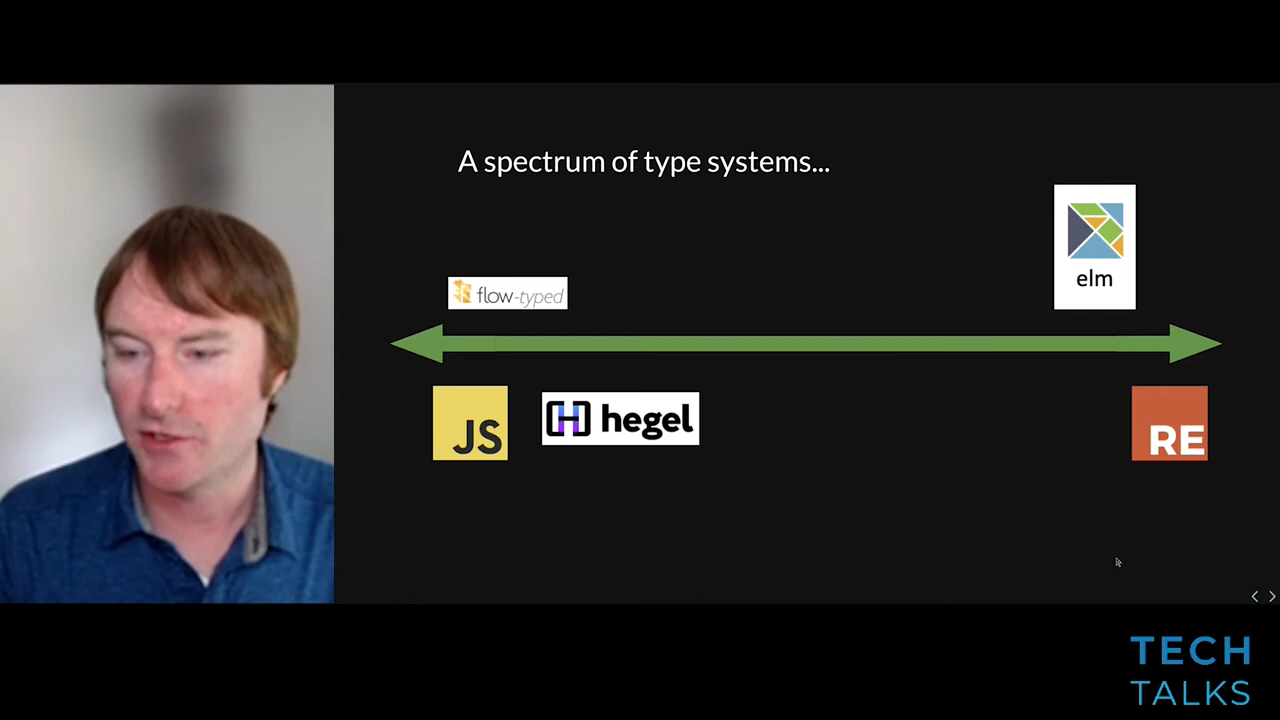 A spectrum of type systems...
elm
flow-typed
JS
hegel
RE
TECH
TALKS